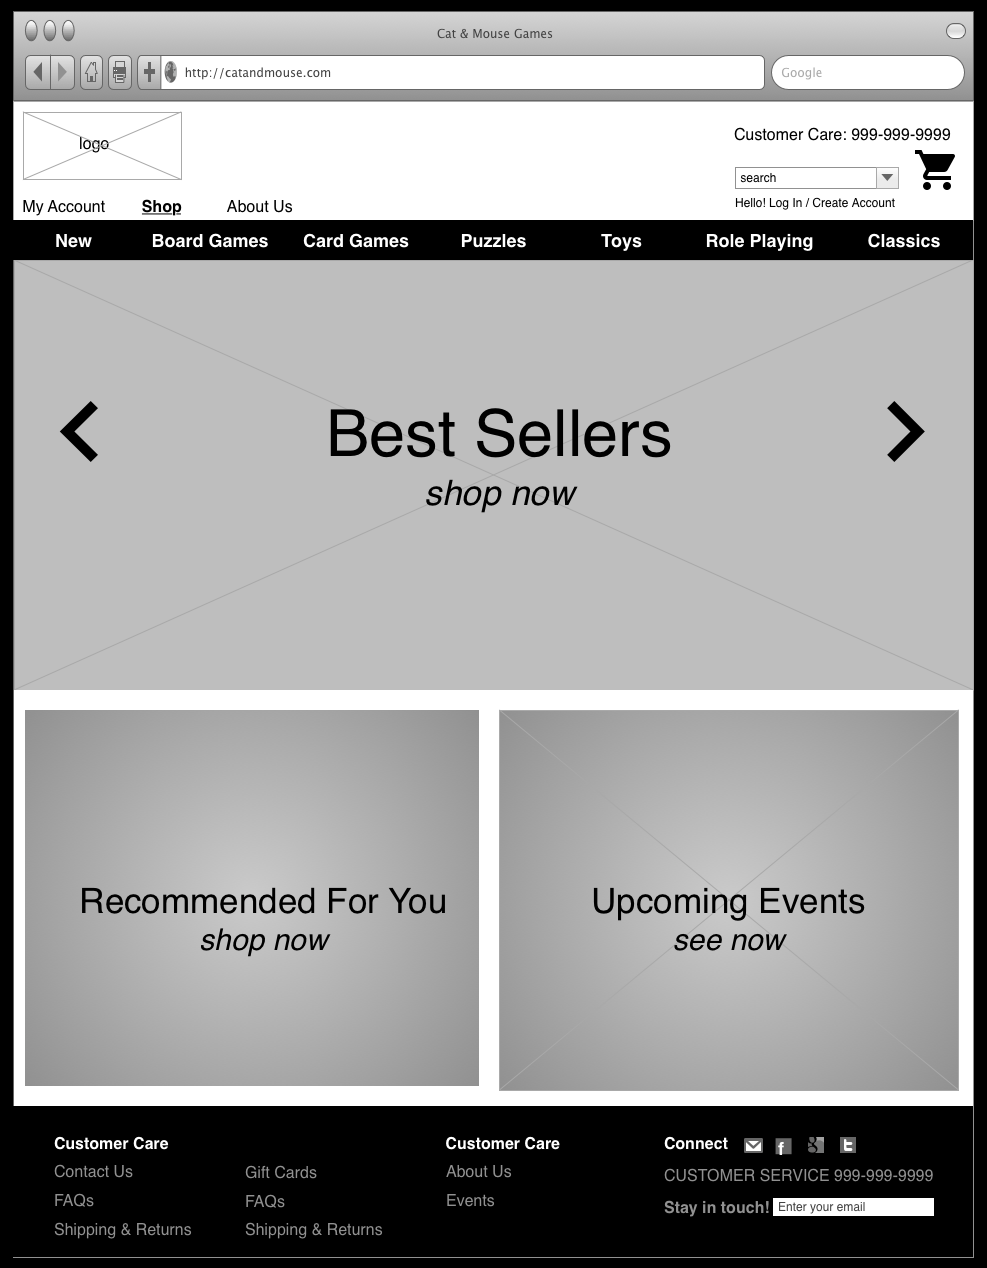 Cat & Mouse Games
http://catandmouse.com
Google
logo
Customer Care: 999-999-9999
search
Hello! Log In / Create Account
My Account Shop About Us
New Board Games Card Games Puzzles Toys Role Playing Classics
Best Sellers
shop now
Recommended For You
shop now
Upcoming Events
see now
Customer Care
Contact Us
FAQs
Shipping & Returns
Gift Cards
FAQs
Shipping & Returns
Customer Care
About Us
Events
Connect
CUSTOMER SERVICE 999-999-9999
Stay in touch! Enter your email